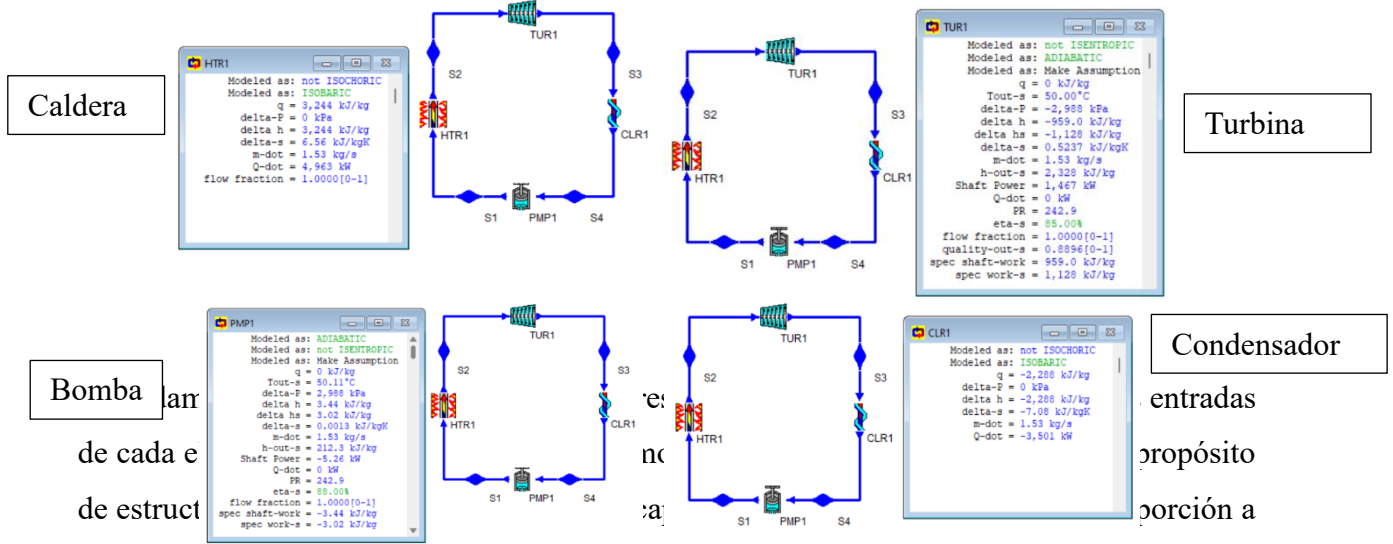 Caldera
HTR1
Modeled as: not ISOCHORIC
Modeled as: ISOBARIC
q = 3,244 kJ/kg
delta-P = 0 kPa
delta h = 3,244 kJ/kg
delta-s = 6.56 kJ/kgK
m-dot = 1.53 kg/s
Q-dot = 4,963 kW
flow fraction = 1.0000[0-1]
TUR1
S2
S3
HTR1
CLR1
S1
PMP1
S4
TUR1
S2
S3
HTR1
CLR1
S1
PMP1
S4
TUR1
Modeled as: not ISENTROPIC
Modeled as: ADIABATIC
Modeled as: Make Assumption
q = 0 kJ/kg
Tout-s = 50.00°C
delta-P = -2,988 kPa
delta h = -959.0 kJ/kg
delta hs = -1,128 kJ/kg
delta-s = 0.5237 kJ/kgK
m-dot = 1.53 kg/s
h-out-s = 2,328 kJ/kg
Shaft Power = 1,467 kW
Q-dot = 0 kW
PR = 242.9
eta-s = 85.00%
flow fraction = 1.0000[0-1]
quality-out-s = 0.8896[0-1]
spec shaft-work = 959.0 kJ/kg
spec work-s = 1,128 kJ/kg
Turbina
Bomba
PMP1
Modeled as: ADIABATIC
Modeled as: not ISENTROPIC
Modeled as: Make Assumption
q = 0 kJ/kg
Tout-s = 50.11°C
delta-P = 2,988 kPa
delta h = 3.44 kJ/kg
delta hs = 3.02 kJ/kg
delta-s = 0.0013 kJ/kgK
m-dot = 1.53 kg/s
h-out-s = 212.3 kJ/kg
Shaft Power = -5.26 kW
Q-dot = 0 kW
PR = 242.9
eta-s = 88.00%
flow fraction = 1.0000[0-1]
spec shaft-work = -3.44 kJ/kg
spec work-s = -3.02 kJ/kg
TUR1
S2
S3
HTR1
CLR1
S1
PMP1
S4
TUR1
S2
S3
HTR1
CLR1
S1
PMP1
S4
CLR1
Modeled as: not ISOCHORIC
Modeled as: ISOBARIC
q = -2,288 kJ/kg
delta-P = 0 kPa
delta h = -2,288 kJ/kg
delta-s = -7.08 kJ/kgK
m-dot = 1.53 kg/s
Q-dot = -3,501 kW
Condensador
entradas
de cada e propósito
de estruct porción a